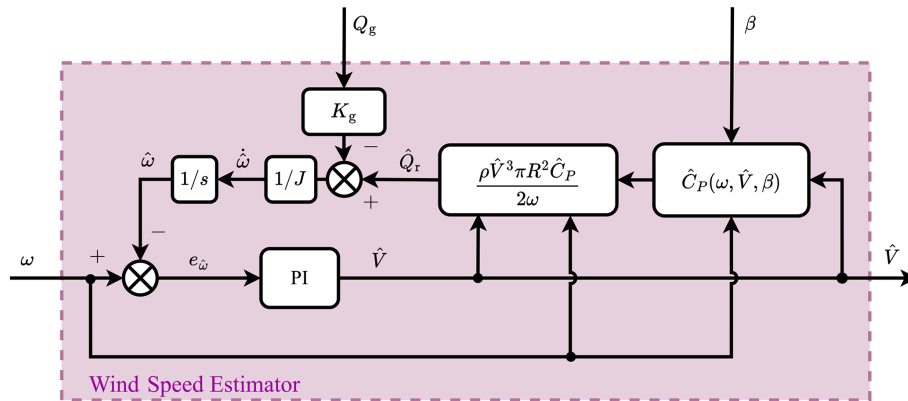 Q_g
β
K_g
−
ω̂
ω̂̇
Q̂_r
1/s
1/J
+
ρV̂³πR²Ĉ_P
2ω
Ĉ_P(ω, V̂, β)
−
ω
+
e_ω̂
PI
V̂
V̂
Wind Speed Estimator